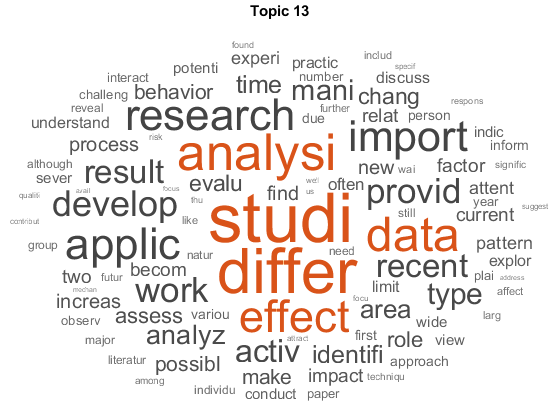 Topic 13
found
experi
includ
specif
potenti
practic
interact
time
number
discuss
challeng
behavior
mani
chang
reveal
research
further
respons
due
relat
person
understand
import
indic
risk
process
analysi
inform
although
result
new
wai
factor
signific
sever
evalu
find
often
provid
attent
qualiti
avail
focus
well
us
year
develop
thu
studi
still
current
suggest
contribut
like
data
group
applic
natur
differ
need
recent
pattern
explor
two
becom
futur
plai
address
mechan
work
limit
type
affect
increas
focu
effect
area
observ
assess
variou
larg
wide
major
analyz
attract
first
role
view
activ
identifi
literatur
possibl
approach
among
make
impact
techniqu
individu
conduct
paper